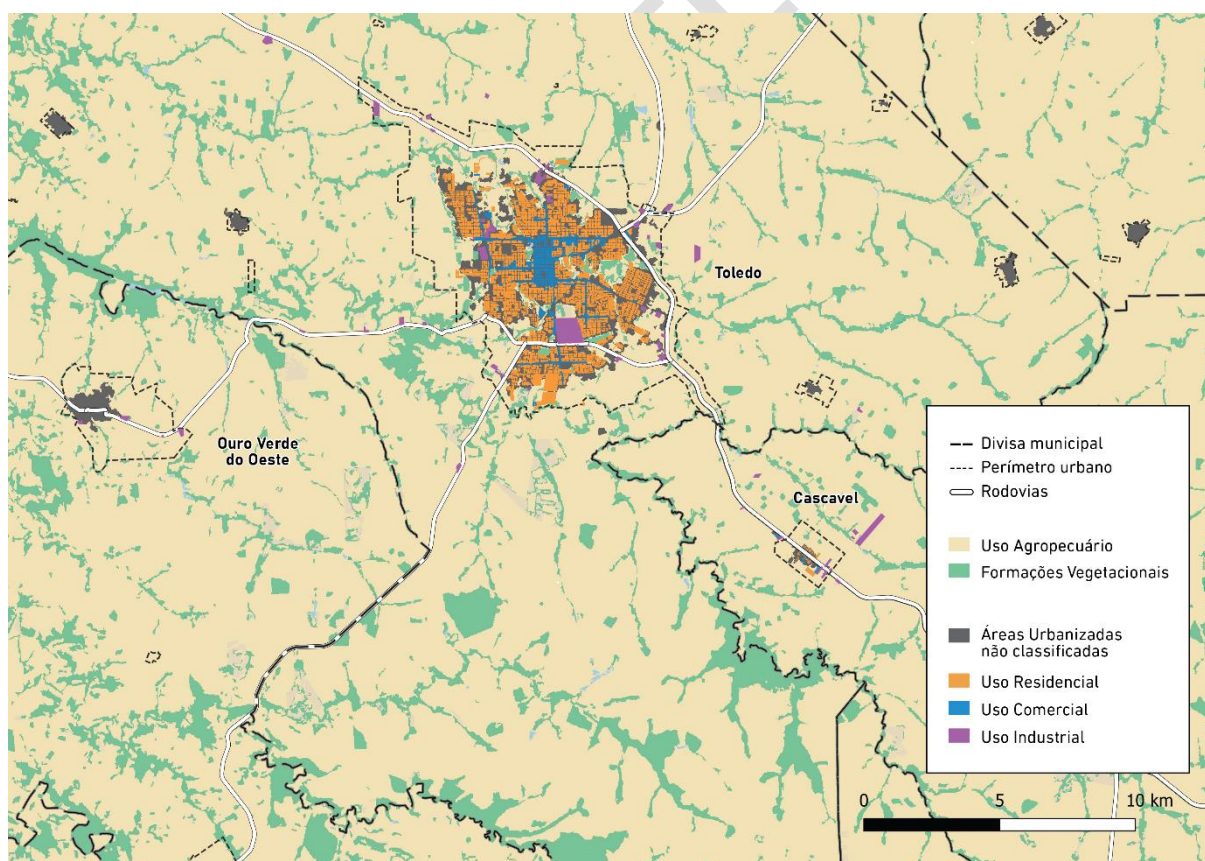 Toledo
Ouro Verde
do Oeste
Cascavel
Divisa municipal
Perímetro urbano
Rodovias
Uso Agropecuário
Formações Vegetacionais
Áreas Urbanizadas
não classificadas
Uso Residencial
Uso Comercial
Uso Industrial
0 5 10 km